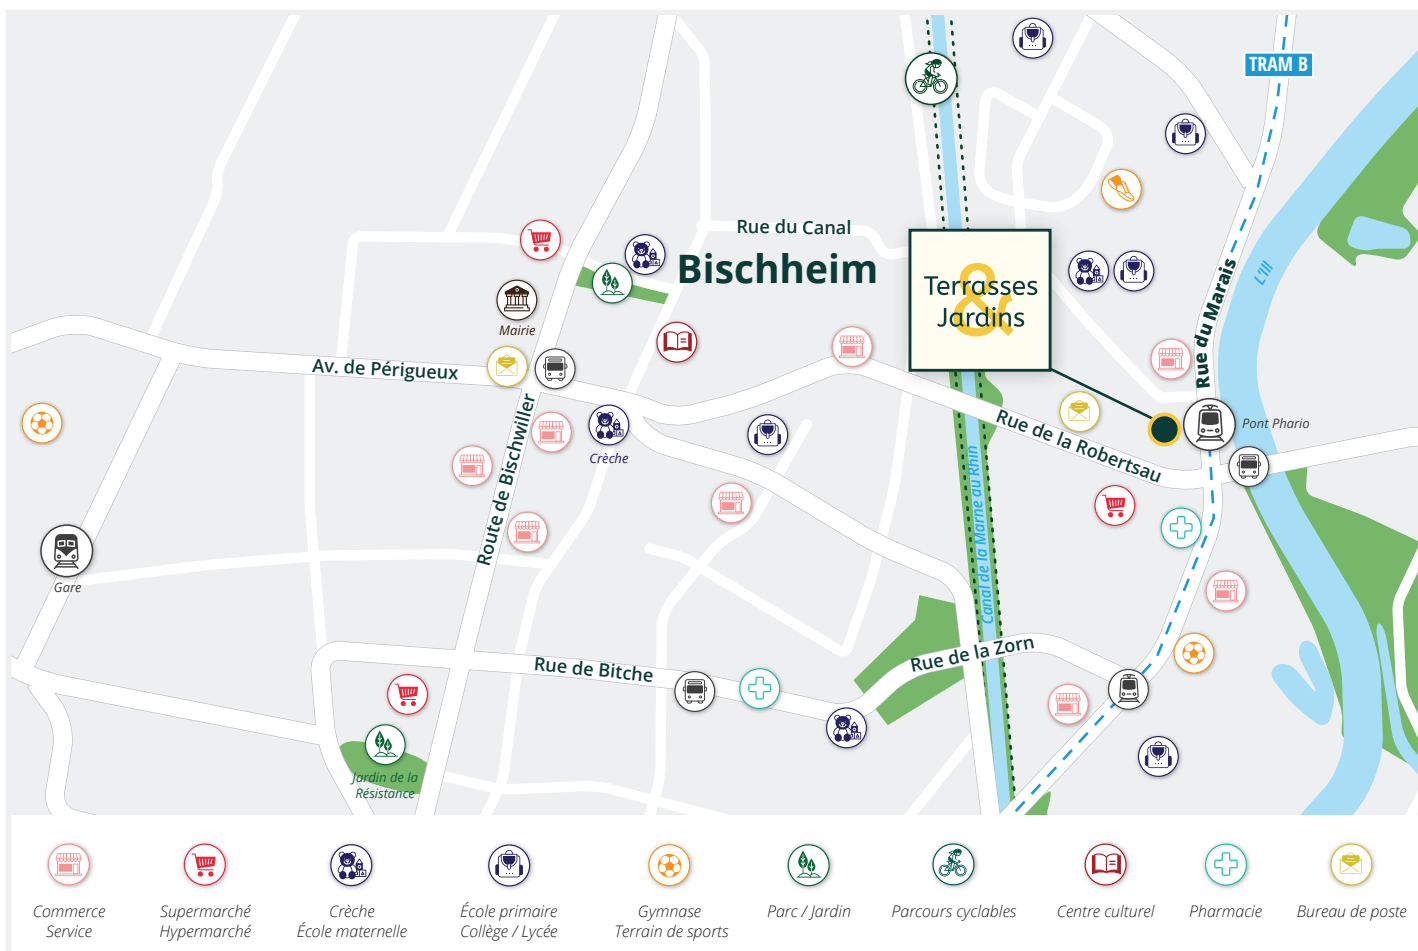 TRAM B
Rue du Canal
Bischheim
&
Terrasses
Jardins
L'Ill
Rue du Marais
Mairie
Av. de Périgueux
Route de Bischwiller
Crèche
Rue de la Robertsau
Pont Phario
Canal de la Marne au Rhin
Gare
Rue de Bitche
Rue de la Zorn
Jardin de la
Résistance
Commerce
Service
Supermarché
Hypermarché
Crèche
École maternelle
École primaire
Collège / Lycée
Gymnase
Terrain de sports
Parc / Jardin
Parcours cyclables
Centre culturel
Pharmacie
Bureau de poste